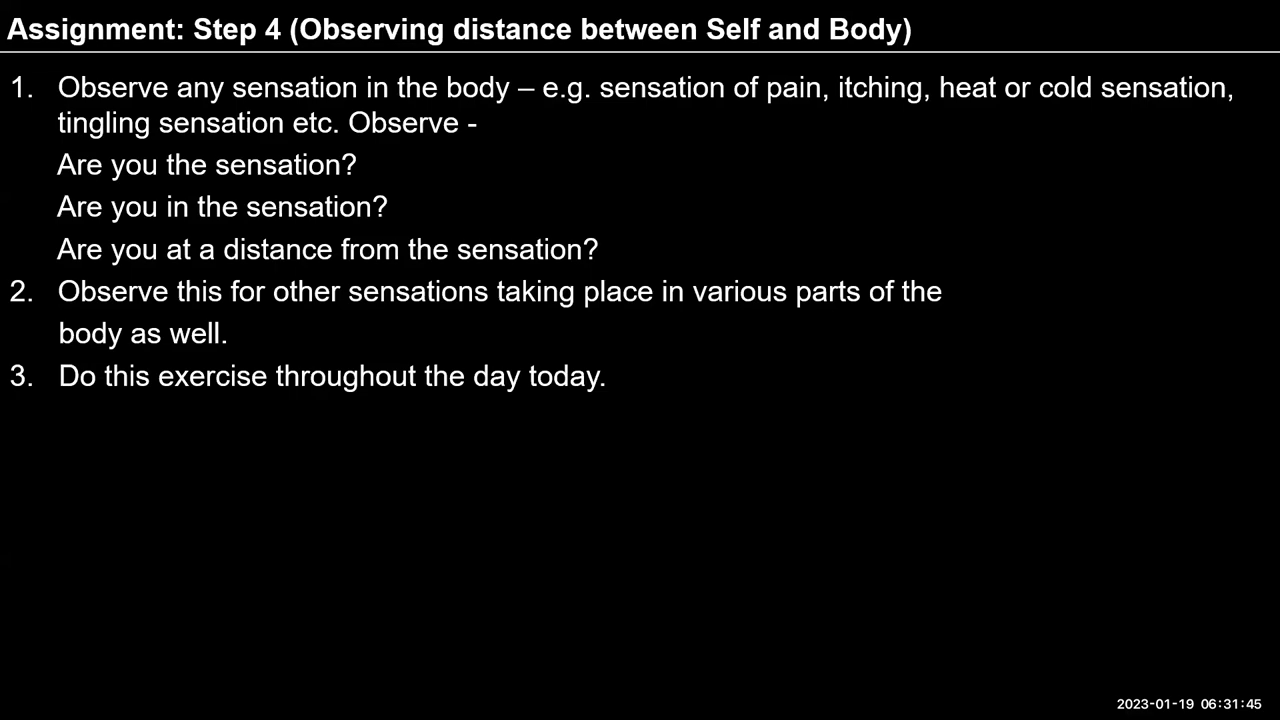 Assignment: Step 4 (Observing distance between Self and Body)
1. Observe any sensation in the body – e.g. sensation of pain, itching, heat or cold sensation,
tingling sensation etc. Observe -
Are you the sensation?
Are you in the sensation?
Are you at a distance from the sensation?
2. Observe this for other sensations taking place in various parts of the
body as well.
3. Do this exercise throughout the day today.
2023-01-19 06:31:45